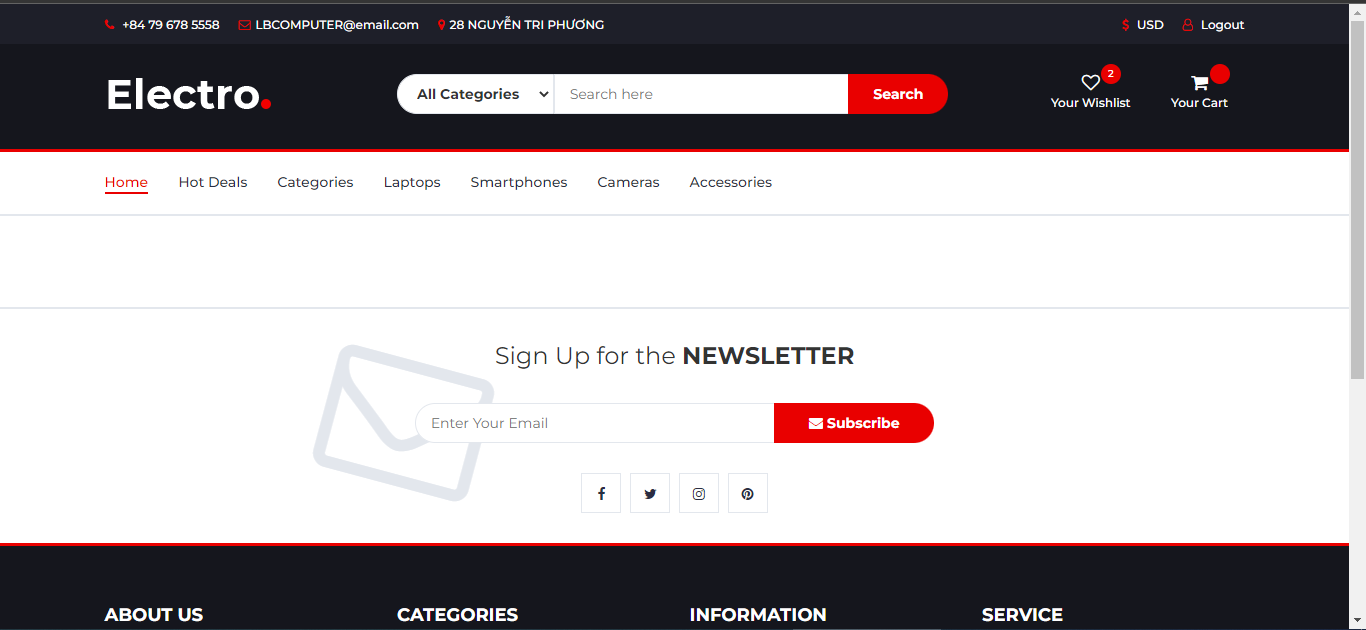 +84 79 678 5558 LBCOMPUTER@email.com 28 NGUYỄN TRI PHƯƠNG $ USD Logout
Electro.
All Categories Search here Search
2
Your Wishlist Your Cart
Home Hot Deals Categories Laptops Smartphones Cameras Accessories
Sign Up for the NEWSLETTER
Enter Your Email Subscribe
ABOUT US CATEGORIES INFORMATION SERVICE